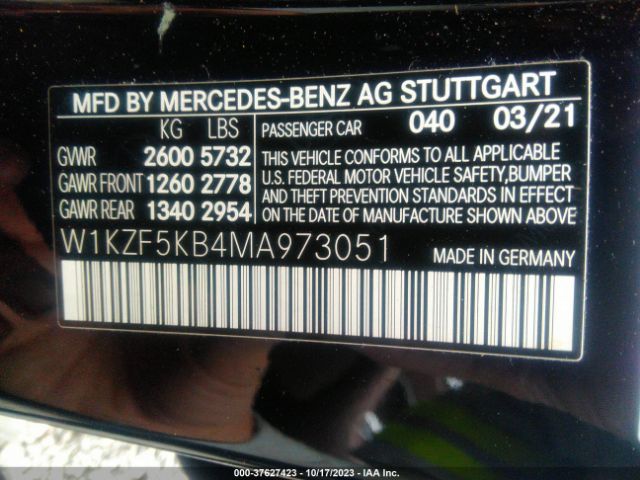 MFD BY MERCEDES-BENZ AG STUTTGART
KG LBS
GVWR 2600 5732
GAWR FRONT 1260 2778
GAWR REAR 1340 2954
PASSENGER CAR 040 03/21
THIS VEHICLE CONFORMS TO ALL APPLICABLE
U.S. FEDERAL MOTOR VEHICLE SAFETY, BUMPER
AND THEFT PREVENTION STANDARDS IN EFFECT
ON THE DATE OF MANUFACTURE SHOWN ABOVE
W1KZF5KB4MA973051 MADE IN GERMANY
000-37627423 | 10/17/2023 | IAA Inc.